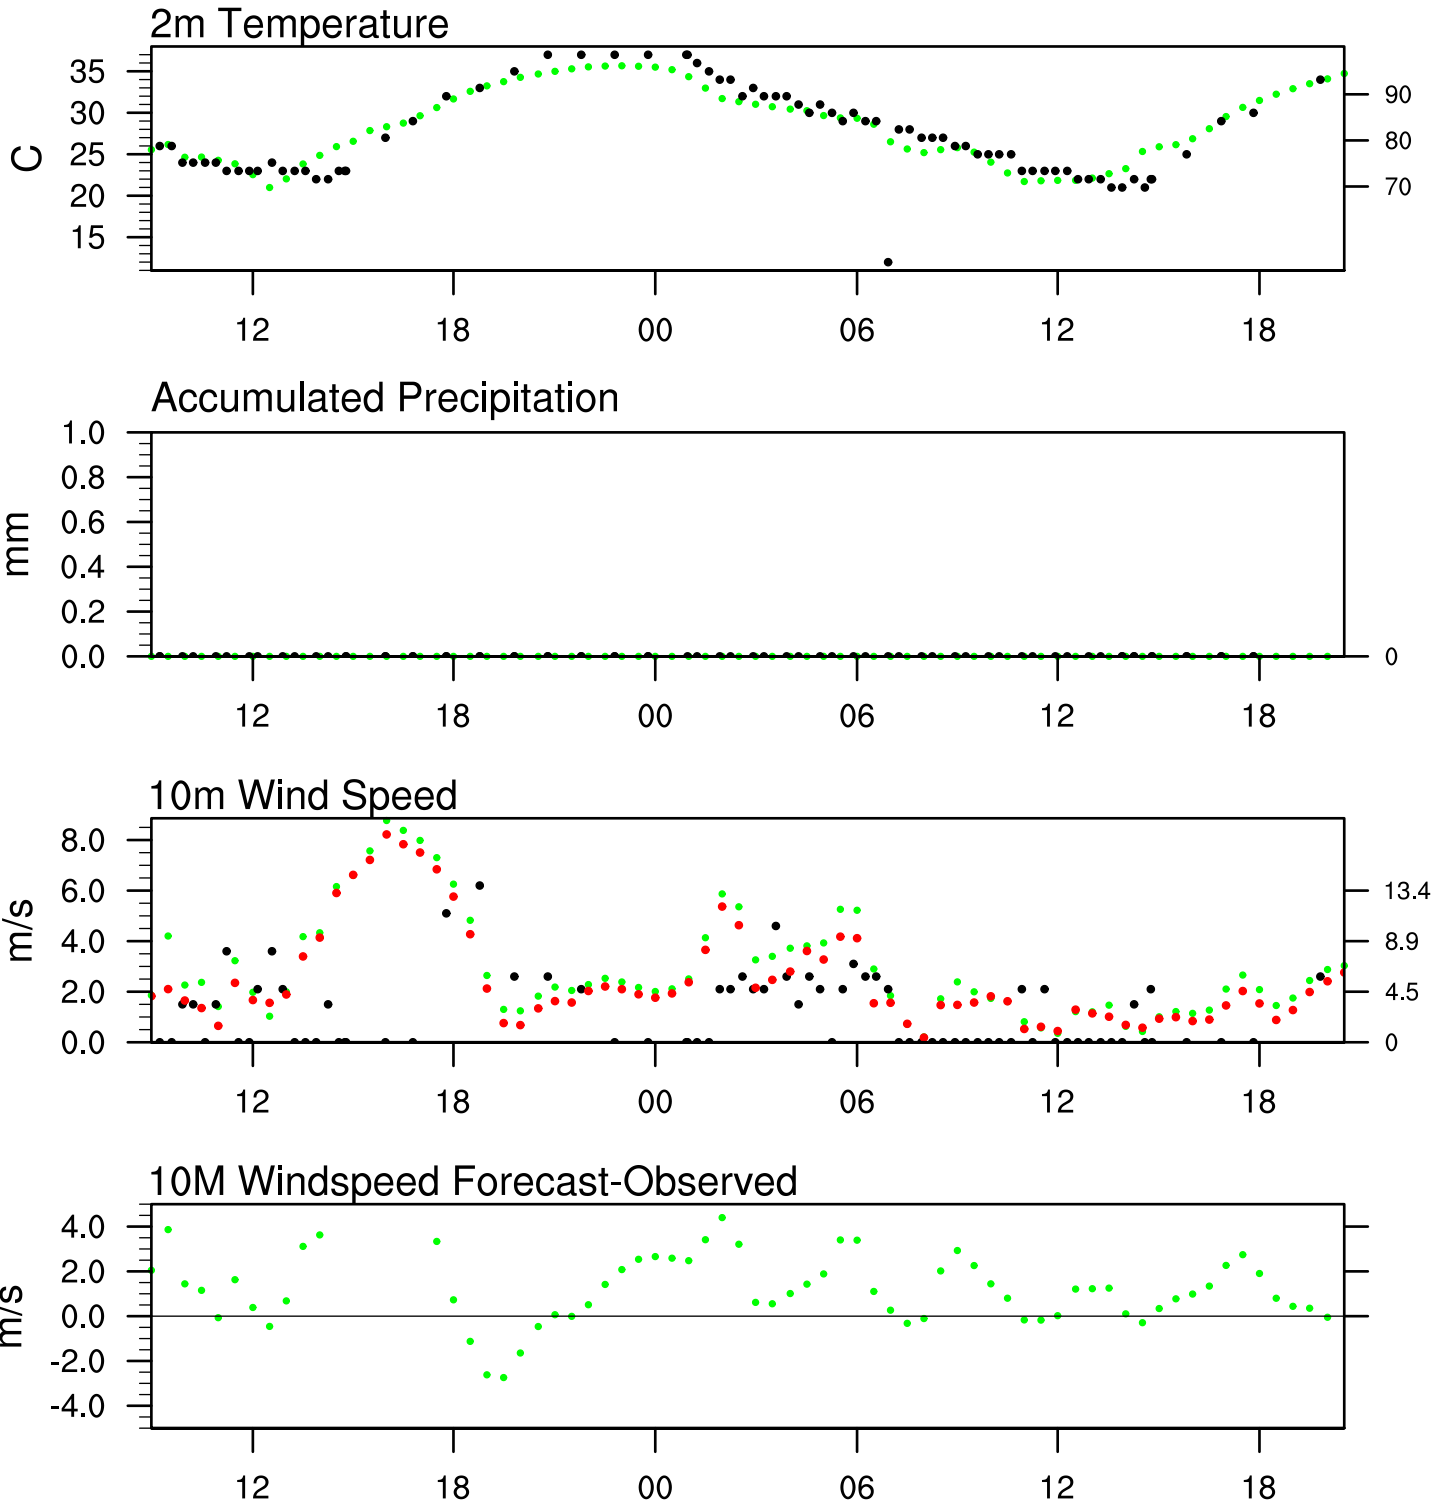 2m Temperature
35
30
25
20
15
C
90
80
70
12 18 00 06 12 18
Accumulated Precipitation
1.0
0.8
0.6
0.4
0.2
0.0
mm
0
12 18 00 06 12 18
10m Wind Speed
8.0
6.0
4.0
2.0
0.0
m/s
13.4
8.9
4.5
0
12 18 00 06 12 18
10M Windspeed Forecast-Observed
4.0
2.0
0.0
-2.0
-4.0
m/s
12 18 00 06 12 18